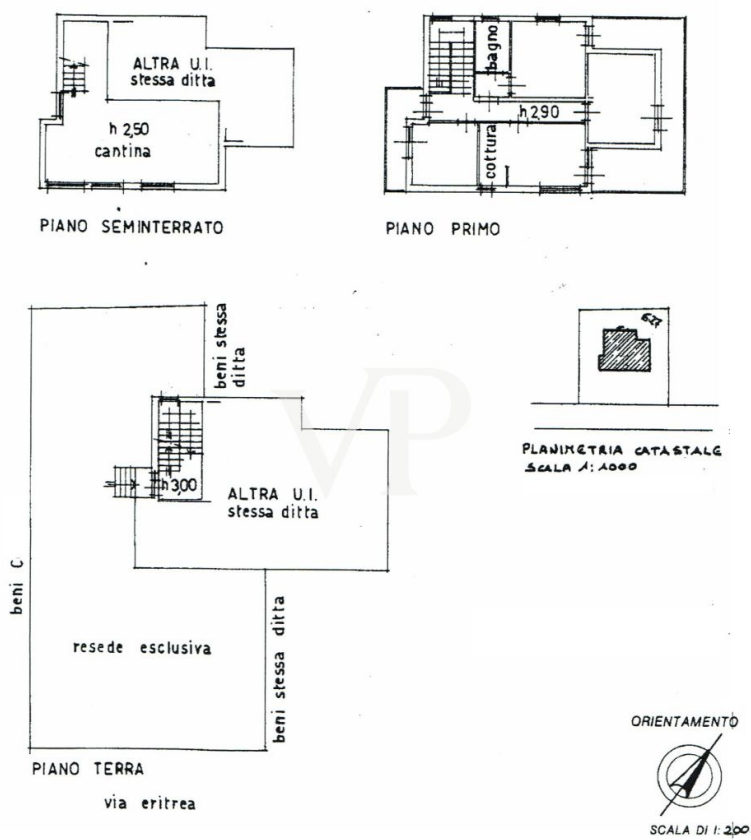 ALTRA U.I.
stessa ditta
h 2,50
cantina
PIANO SEMINTERRATO
bagno
h 2,90
cottura
PIANO PRIMO
beni stessa
ditta
h 3,00
ALTRA U.I.
stessa ditta
beni C
resede esclusiva
beni stessa ditta
PIANO TERRA
via eritrea
627
PLANIMETRIA CATASTALE
SCALA 1:1000
VP
ORIENTAMENTO
SCALA DI 1:200